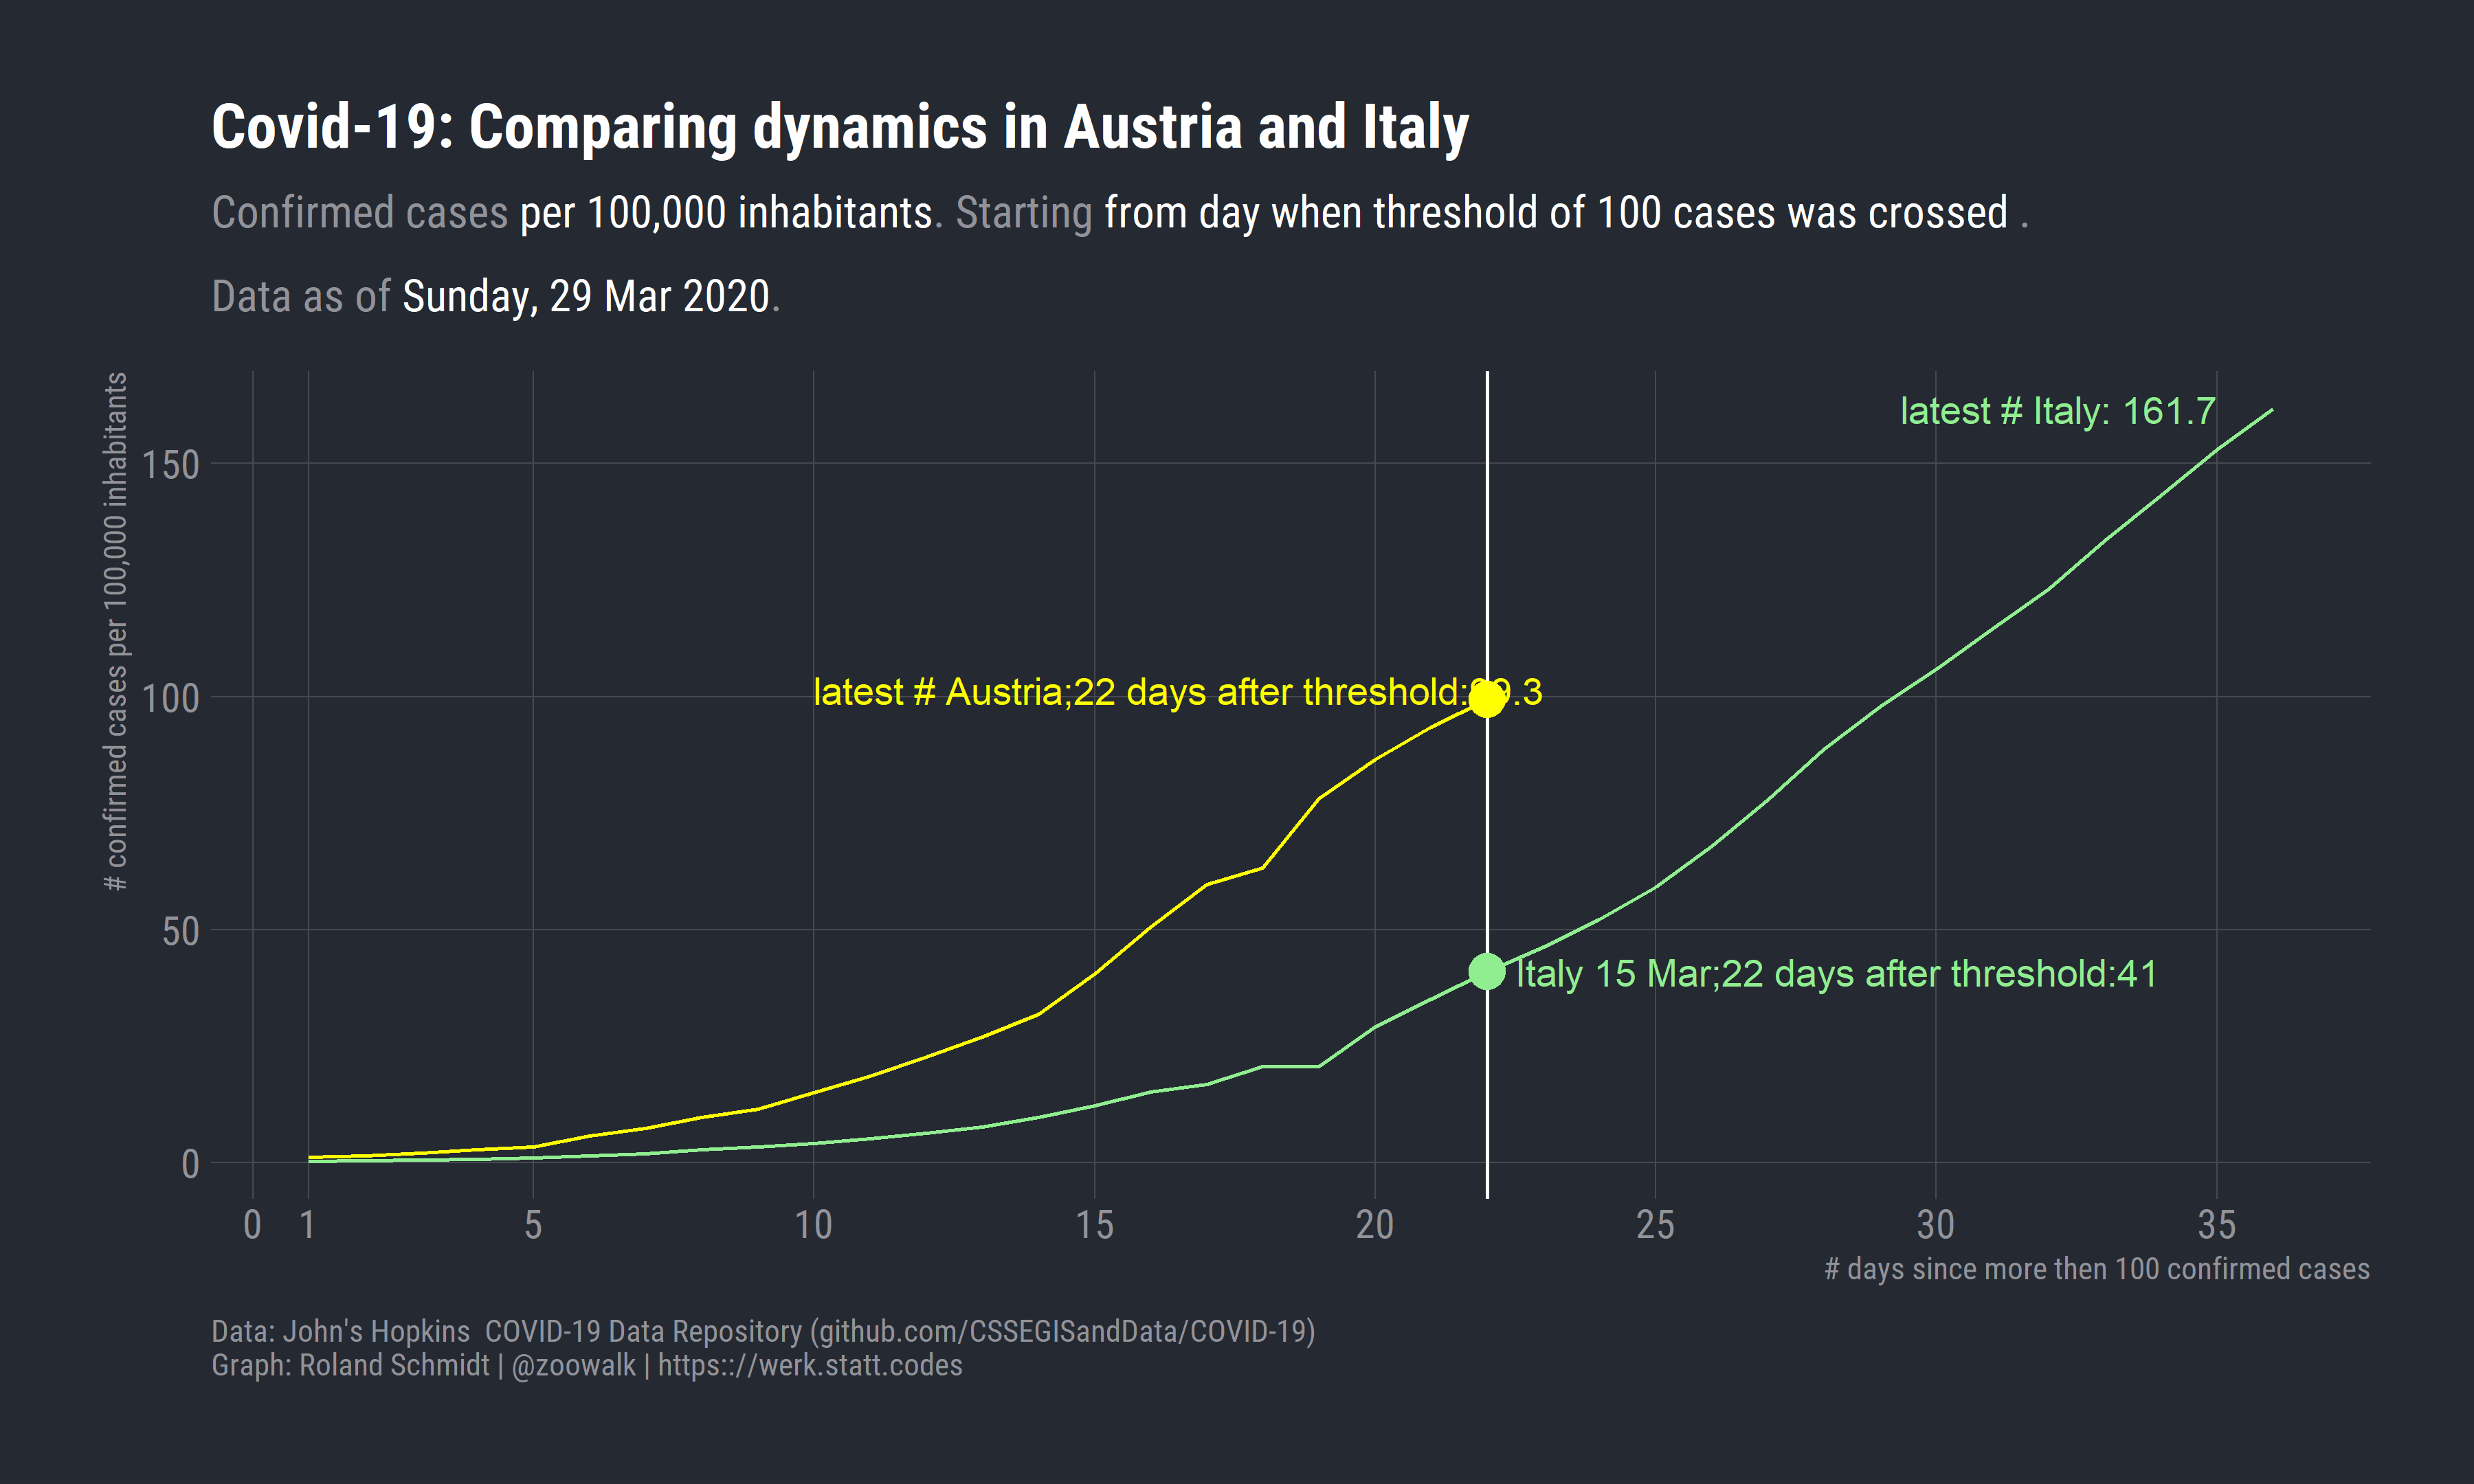 Covid-19: Comparing dynamics in Austria and Italy
Confirmed cases per 100,000 inhabitants. Starting from day when threshold of 100 cases was crossed .
Data as of Sunday, 29 Mar 2020.
# confirmed cases per 100,000 inhabitants
150
100
50
0
latest # Italy: 161.7
latest # Austria;22 days after threshold:99.3
Italy 15 Mar;22 days after threshold:41
0 1 5 10 15 20 25 30 35
# days since more then 100 confirmed cases
Data: John's Hopkins  COVID-19 Data Repository (github.com/CSSEGISandData/COVID-19)
Graph: Roland Schmidt | @zoowalk | https:://werk.statt.codes